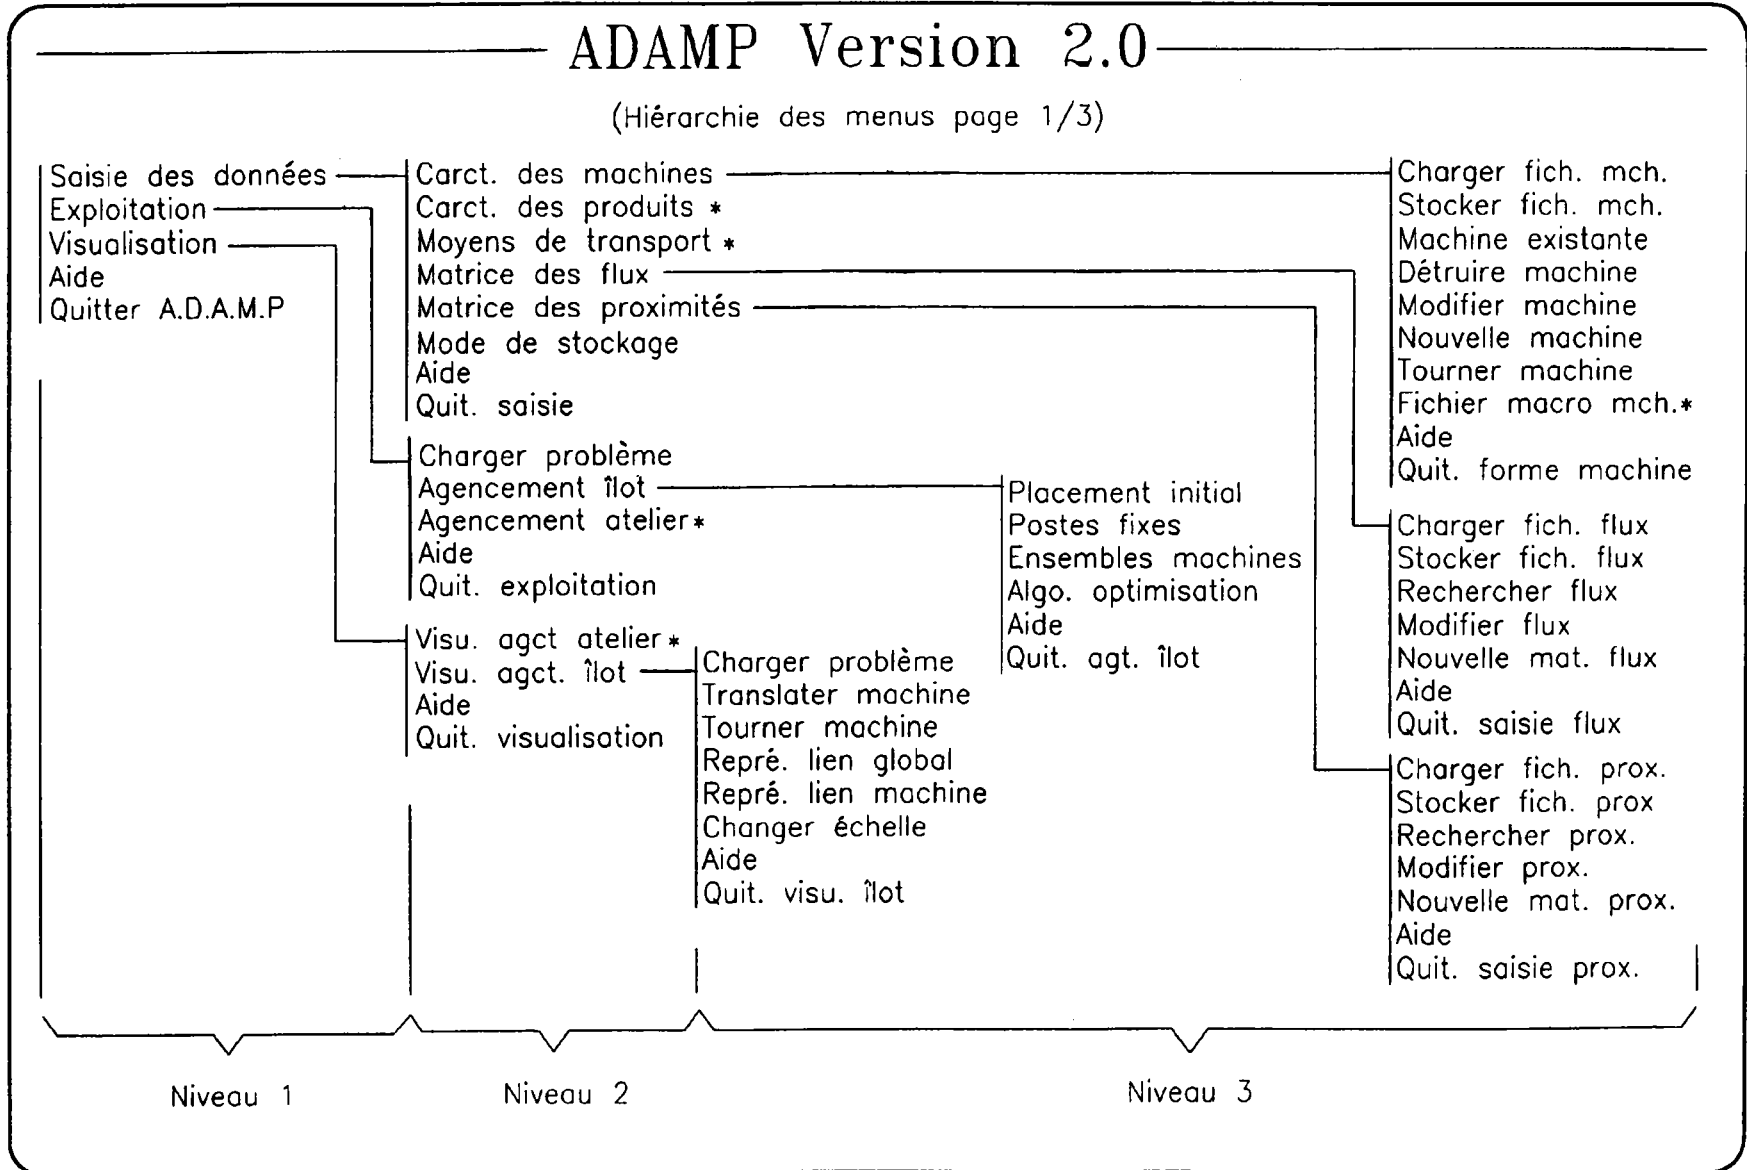 ADAMP Version 2.0
(Hiérarchie des menus page 1/3)
Saisie des données
Exploitation
Visualisation
Aide
Quitter A.D.A.M.P
Carct. des machines
Carct. des produits *
Moyens de transport *
Matrice des flux
Matrice des proximités
Mode de stockage
Aide
Quit. saisie
Charger problème
Agencement îlot
Agencement atelier*
Aide
Quit. exploitation
Visu. agct atelier *
Visu. agct. îlot
Aide
Quit. visualisation
Charger problème
Translater machine
Tourner machine
Repré. lien global
Repré. lien machine
Changer échelle
Aide
Quit. visu. îlot
Placement initial
Postes fixes
Ensembles machines
Algo. optimisation
Aide
Quit. agt. îlot
Charger fich. mch.
Stocker fich. mch.
Machine existante
Détruire machine
Modifier machine
Nouvelle machine
Tourner machine
Fichier macro mch.*
Aide
Quit. forme machine
Charger fich. flux
Stocker fich. flux
Rechercher flux
Modifier flux
Nouvelle mat. flux
Aide
Quit. saisie flux
Charger fich. prox.
Stocker fich. prox
Rechercher prox.
Modifier prox.
Nouvelle mat. prox.
Aide
Quit. saisie prox.
Niveau 1
Niveau 2
Niveau 3